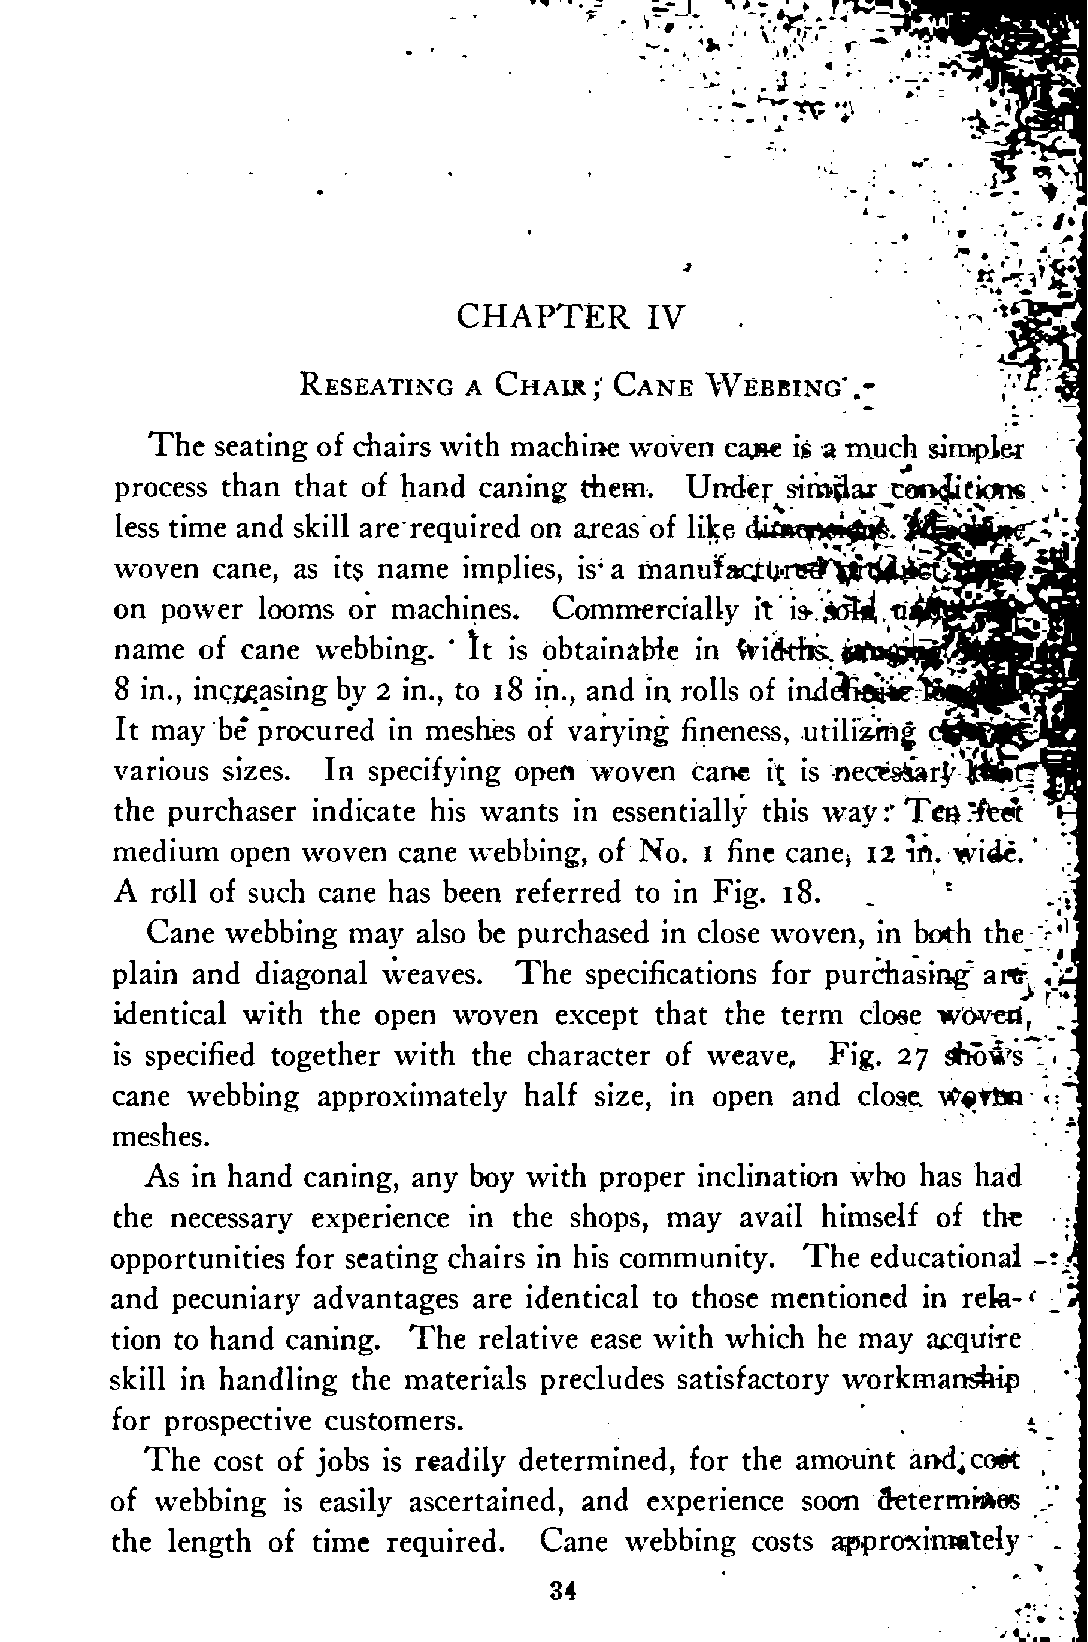 CHAPTER IV
RESEATING A CHAIR; CANE WEBBING
The seating of chairs with machine woven cane is a much simpler
process than that of hand caning them. Under similar conditions
less time and skill are required on areas of like dimensions. Machine
woven cane, as its name implies, is a manufactured product,
on power looms or machines. Commercially it is sold
name of cane webbing. It is obtainable in widths
8 in., increasing by 2 in., to 18 in., and in rolls of indefinite
It may be procured in meshes of varying fineness, utilizing
various sizes. In specifying open woven cane it is necessary that
the purchaser indicate his wants in essentially this way: Ten feet
medium open woven cane webbing, of No. 1 fine cane, 12 in. wide.
A roll of such cane has been referred to in Fig. 18.
Cane webbing may also be purchased in close woven, in both the
plain and diagonal weaves. The specifications for purchasing are
identical with the open woven except that the term close woven,
is specified together with the character of weave. Fig. 27 shows
cane webbing approximately half size, in open and close woven
meshes.
As in hand caning, any boy with proper inclination who has had
the necessary experience in the shops, may avail himself of the
opportunities for seating chairs in his community. The educational
and pecuniary advantages are identical to those mentioned in rela-
tion to hand caning. The relative ease with which he may acquire
skill in handling the materials precludes satisfactory workmanship
for prospective customers.
The cost of jobs is readily determined, for the amount and cost
of webbing is easily ascertained, and experience soon determines
the length of time required. Cane webbing costs approximately
34